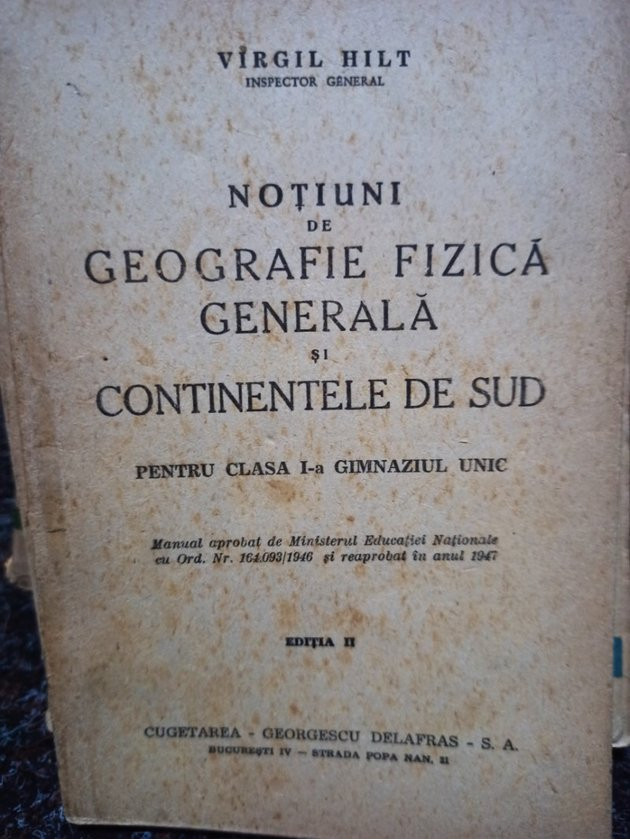 VIRGIL HILT
INSPECTOR GENERAL
NOȚIUNI
DE
GEOGRAFIE FIZICĂ
GENERALĂ
ȘI
CONTINENTELE DE SUD
PENTRU CLASA I-a GIMNAZIUL UNIC
Manual aprobat de Ministerul Educației Naționale
cu Ord. Nr. 164.093/1946 și reaprobat în anul 1947
EDIȚIA II
CUGETAREA - GEORGESCU DELAFRAS - S. A.
BUCUREȘTI IV — STRADA POPA NAN, 21